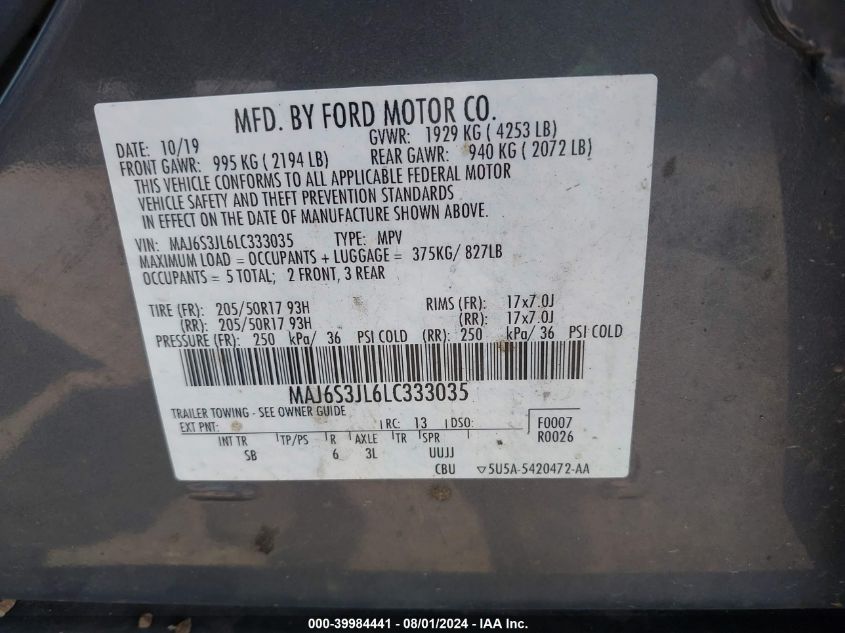 MFD. BY FORD MOTOR CO.
DATE: 10/19 GVWR: 1929 KG ( 4253 LB)
FRONT GAWR: 995 KG ( 2194 LB) REAR GAWR: 940 KG ( 2072 LB)
THIS VEHICLE CONFORMS TO ALL APPLICABLE FEDERAL MOTOR
VEHICLE SAFETY AND THEFT PREVENTION STANDARDS
IN EFFECT ON THE DATE OF MANUFACTURE SHOWN ABOVE.
VIN: MAJ6S3JL6LC333035 TYPE: MPV
MAXIMUM LOAD = OCCUPANTS + LUGGAGE = 375KG/ 827LB
OCCUPANTS = 5 TOTAL; 2 FRONT, 3 REAR
TIRE (FR): 205/50R17 93H RIMS (FR): 17x7.0J
(RR): 205/50R17 93H (RR): 17x7.0J
PRESSURE (FR): 250 kPa/ 36 PSI COLD (RR): 250 kPa/ 36 PSI COLD
MAJ6S3JL6LC333035
TRAILER TOWING - SEE OWNER GUIDE
EXT PNT: RC: 13 DSO: F0007
INT TR TP/PS R AXLE TR SPR R0026
SB 6 3L UUJJ
CBU ▽5U5A-5420472-AA
000-39984441 - 08/01/2024 - IAA Inc.